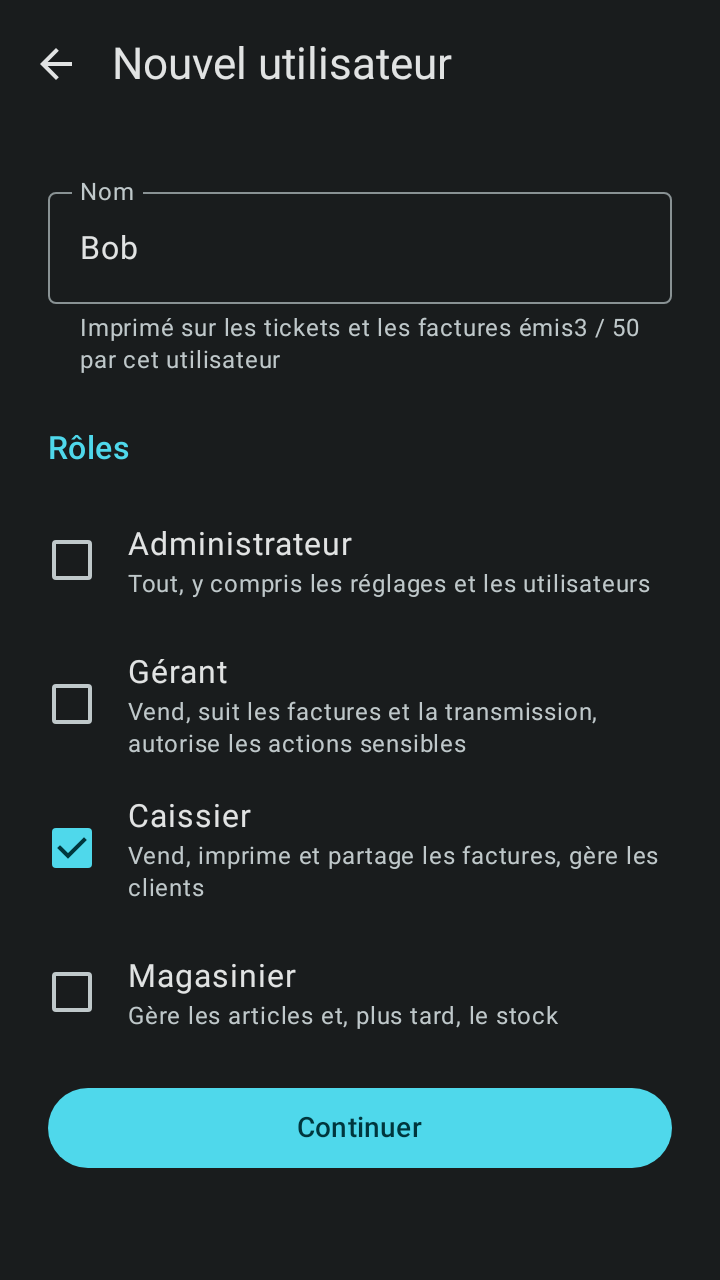 Nouvel utilisateur
Nom
Bob
Imprimé sur les tickets et les factures émis3 / 50
par cet utilisateur
Rôles
Administrateur
Tout, y compris les réglages et les utilisateurs
Gérant
Vend, suit les factures et la transmission,
autorise les actions sensibles
Caissier
Vend, imprime et partage les factures, gère les
clients
Magasinier
Gère les articles et, plus tard, le stock
Continuer